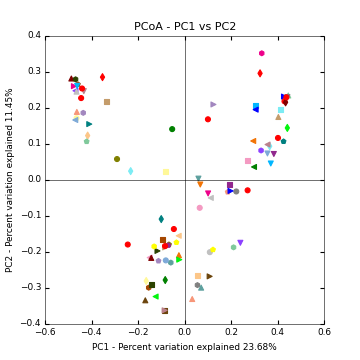 PCoA - PC1 vs PC2
0.4
0.3
0.2
0.1
0.0
−0.1
−0.2
−0.3
−0.4
PC2 - Percent variation explained 11.45%
−0.6 −0.4 −0.2 0.0 0.2 0.4 0.6
PC1 - Percent variation explained 23.68%